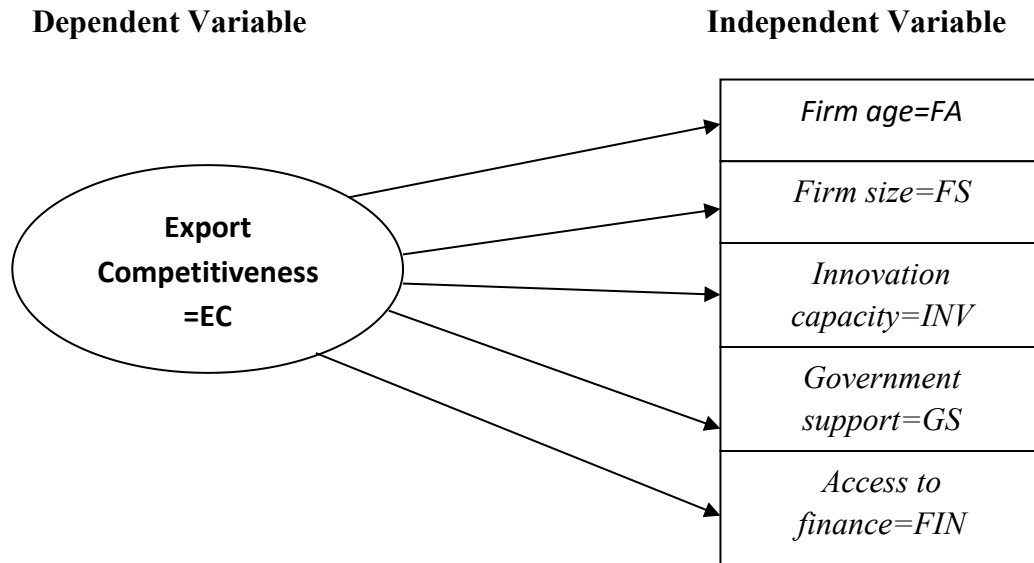 Dependent Variable
Independent Variable
Export
Competitiveness
=EC
Firm age=FA
Firm size=FS
Innovation
capacity=INV
Government
support=GS
Access to
finance=FIN